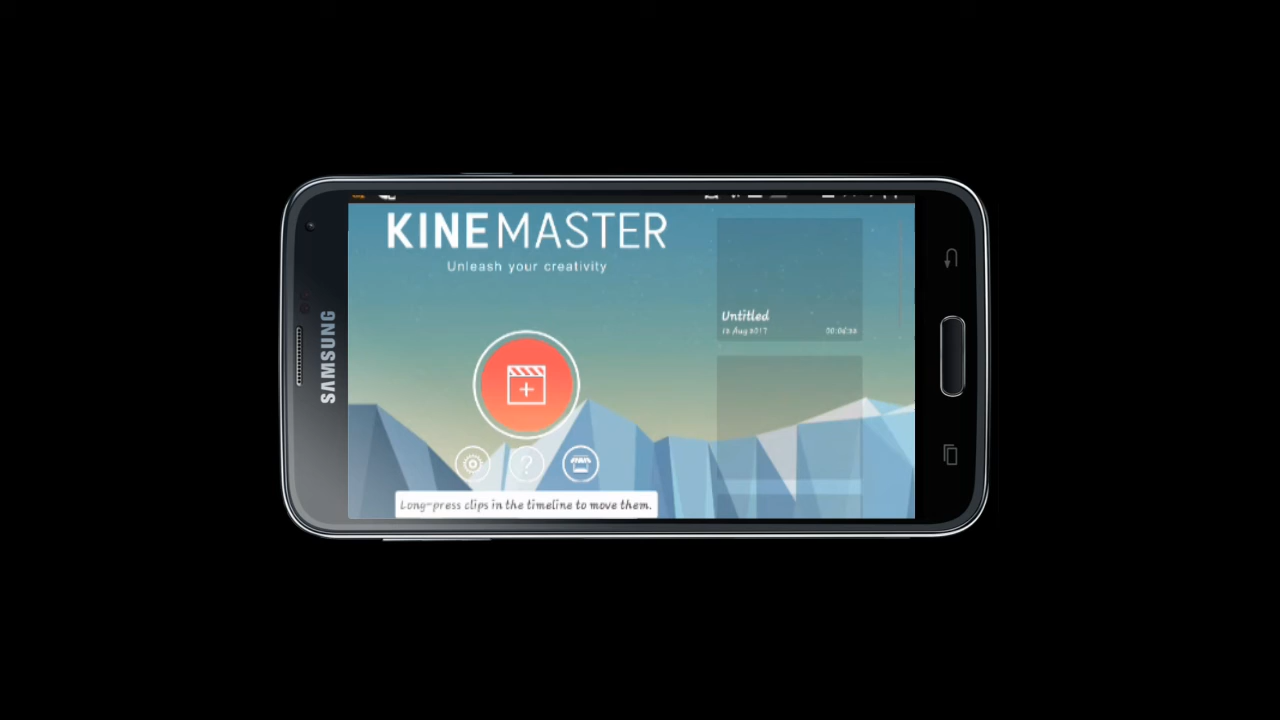 SAMSUNG
KINEMASTER
Unleash your creativity
Untitled
Long-press clips in the timeline to move them.